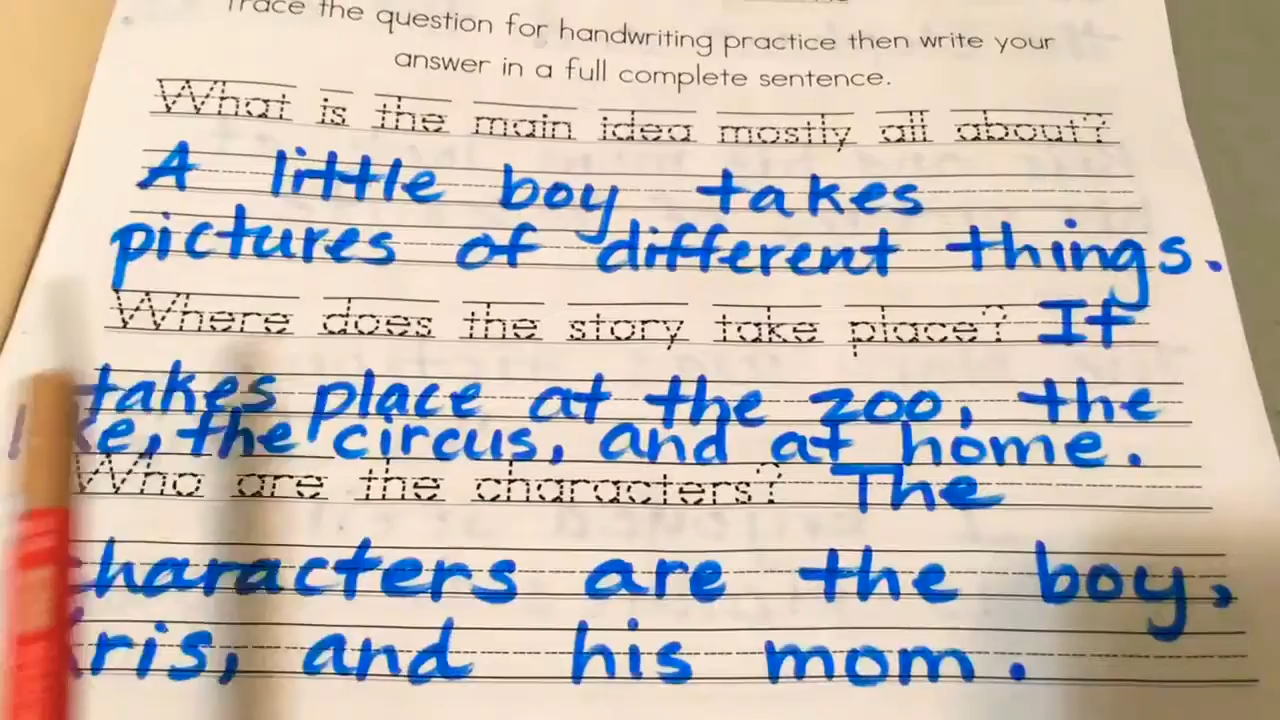 Trace the question for handwriting practice then write your
answer in a full complete sentence.
What is the main idea mostly all about?
A little boy takes
pictures of different things.
Where does the story take place? It
takes place at the zoo, the
ke, the circus, and at home.
Who are the characters? The
haracters are the boy,
ris, and his mom.